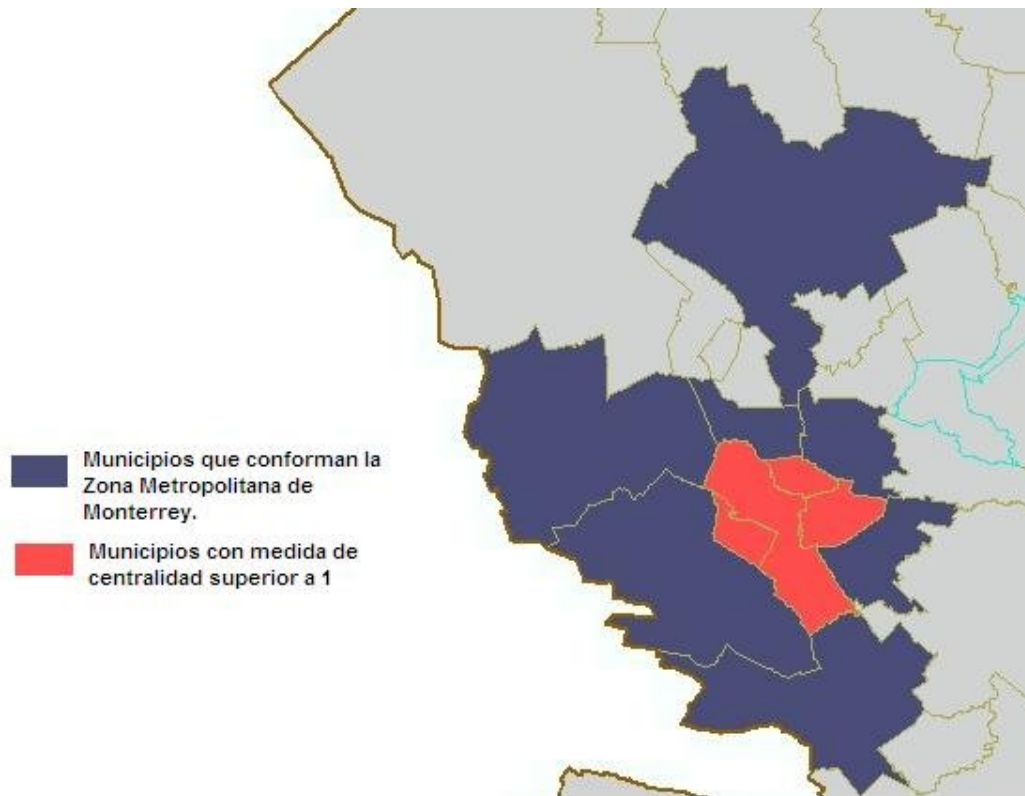 Municipios que conforman la
Zona Metropolitana de
Monterrey.
Municipios con medida de
centralidad superior a 1